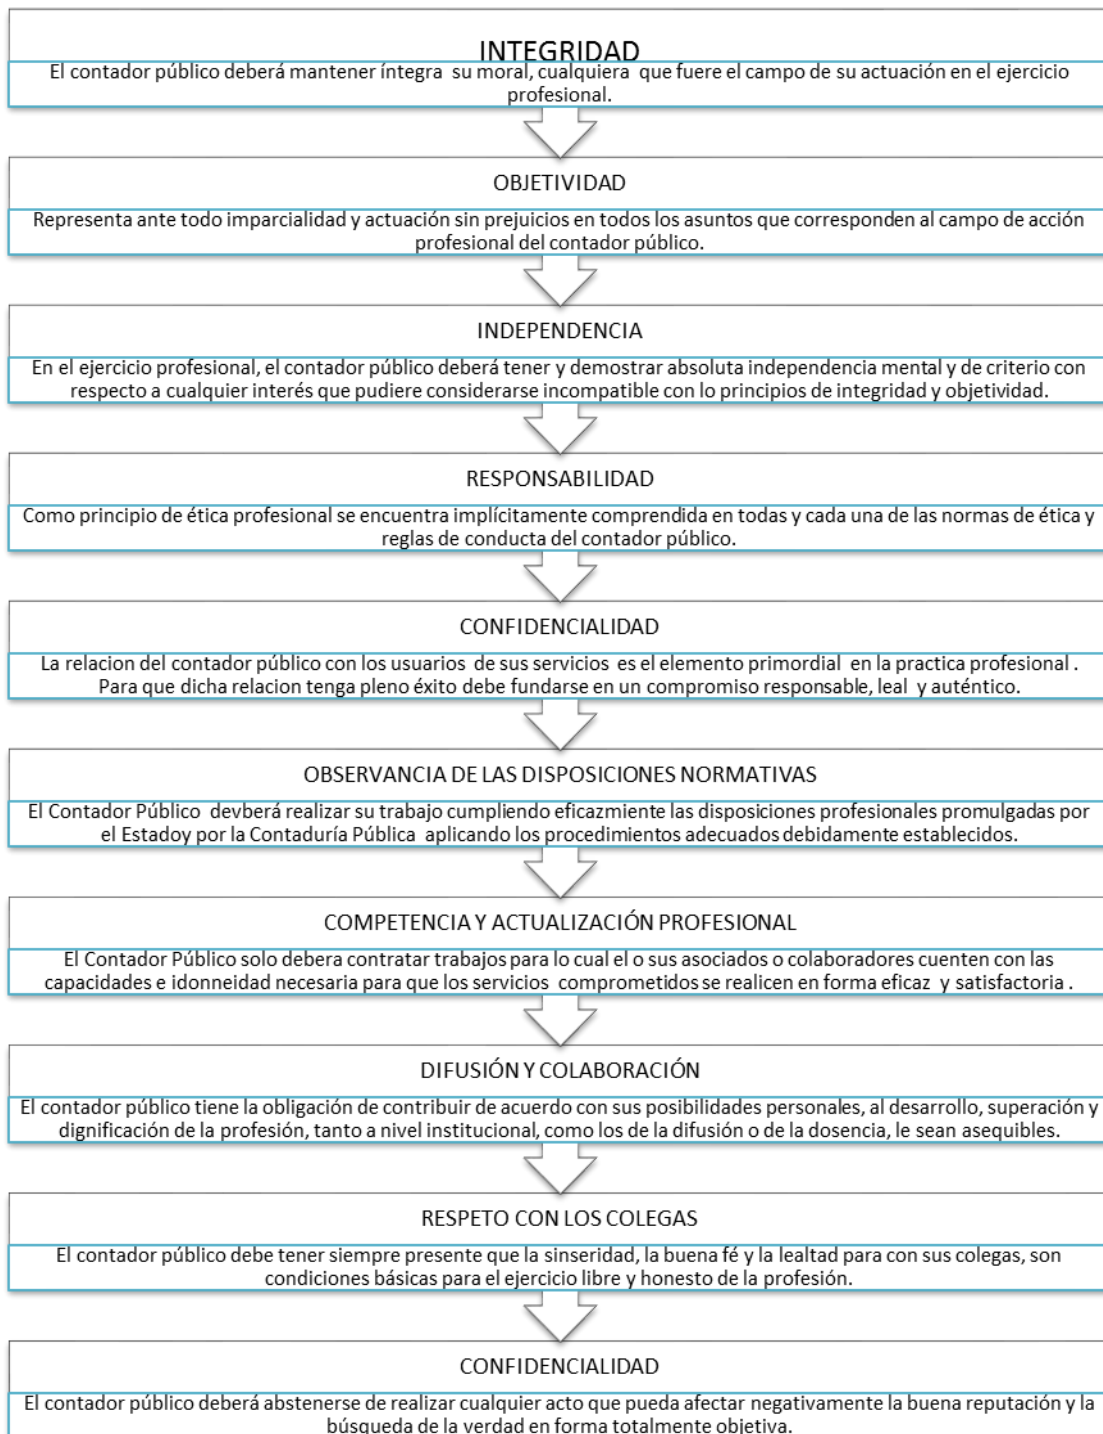 INTEGRIDAD
El contador público deberá mantener íntegra su moral, cualquiera que fuere el campo de su actuación en el ejercicio
profesional.
OBJETIVIDAD
Representa ante todo imparcialidad y actuación sin prejuicios en todos los asuntos que corresponden al campo de acción
profesional del contador público.
INDEPENDENCIA
En el ejercicio profesional, el contador público deberá tener y demostrar absoluta independencia mental y de criterio con
respecto a cualquier interés que pudiere considerarse incompatible con lo principios de integridad y objetividad.
RESPONSABILIDAD
Como principio de ética profesional se encuentra implícitamente comprendida en todas y cada una de las normas de ética y
reglas de conducta del contador público.
CONFIDENCIALIDAD
La relacion del contador público con los usuarios de sus servicios es el elemento primordial en la practica profesional .
Para que dicha relacion tenga pleno éxito debe fundarse en un compromiso responsable, leal y auténtico.
OBSERVANCIA DE LAS DISPOSICIONES NORMATIVAS
El Contador Público devberá realizar su trabajo cumpliendo eficazmiente las disposiciones profesionales promulgadas por
el Estadoy por la Contaduría Pública aplicando los procedimientos adecuados debidamente establecidos.
COMPETENCIA Y ACTUALIZACIÓN PROFESIONAL
El Contador Público solo debera contratar trabajos para lo cual el o sus asociados o colaboradores cuenten con las
capacidades e idonneidad necesaria para que los servicios comprometidos se realicen en forma eficaz y satisfactoria .
DIFUSIÓN Y COLABORACIÓN
El contador público tiene la obligación de contribuir de acuerdo con sus posibilidades personales, al desarrollo, superación y
dignificación de la profesión, tanto a nivel institucional, como los de la difusión o de la dosencia, le sean asequibles.
RESPETO CON LOS COLEGAS
El contador público debe tener siempre presente que la sinseridad, la buena fé y la lealtad para con sus colegas, son
condiciones básicas para el ejercicio libre y honesto de la profesión.
CONFIDENCIALIDAD
El contador público deberá abstenerse de realizar cualquier acto que pueda afectar negativamente la buena reputación y la
búsqueda de la verdad en forma totalmente objetiva.